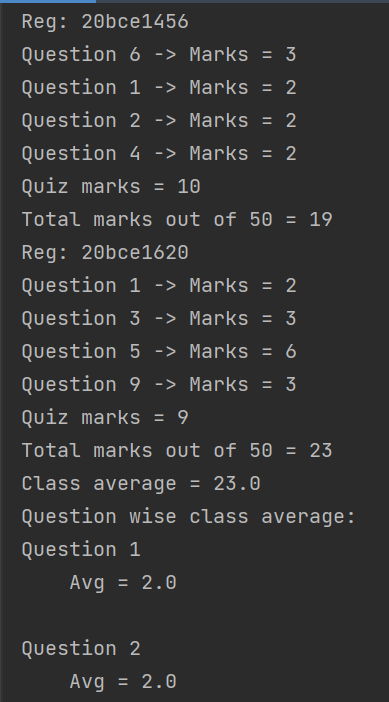 Reg: 20bce1456
Question 6 -> Marks = 3
Question 1 -> Marks = 2
Question 2 -> Marks = 2
Question 4 -> Marks = 2
Quiz marks = 10
Total marks out of 50 = 19
Reg: 20bce1620
Question 1 -> Marks = 2
Question 3 -> Marks = 3
Question 5 -> Marks = 6
Question 9 -> Marks = 3
Quiz marks = 9
Total marks out of 50 = 23
Class average = 23.0
Question wise class average:
Question 1
    Avg = 2.0

Question 2
    Avg = 2.0